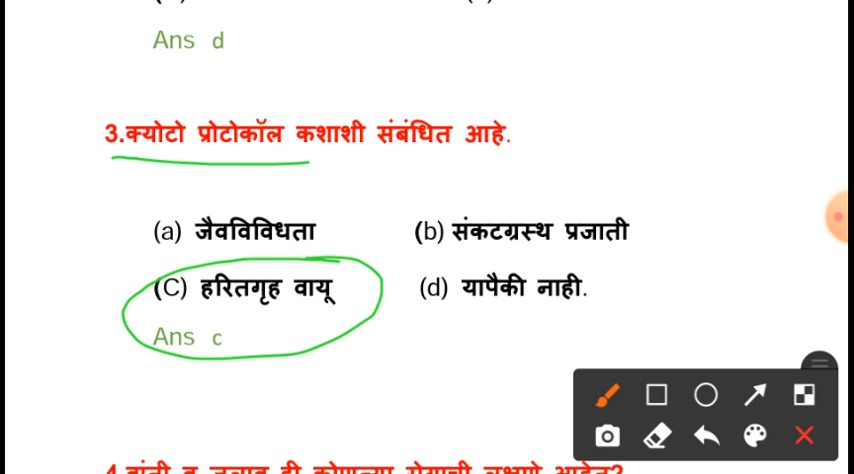 Ans d
3.क्योटो प्रोटोकॉल कशाशी संबंधित आहे.
(a) जैवविविधता (b) संकटग्रस्थ प्रजाती
(C) हरितगृह वायू (d) यापैकी नाही.
Ans c